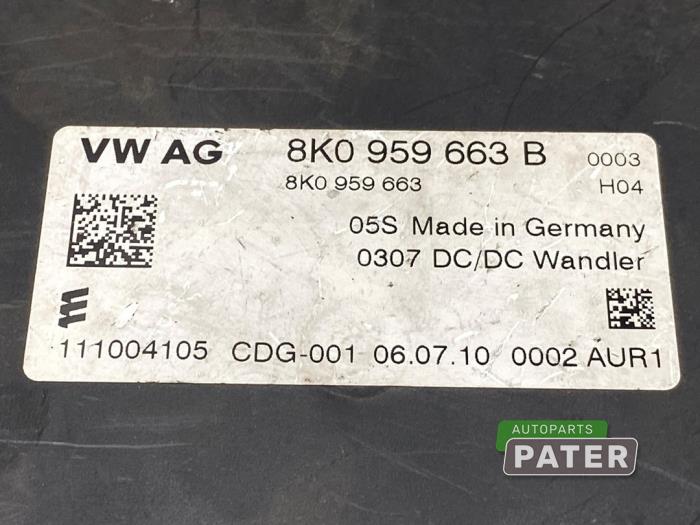 VW AG 8K0 959 663 B 0003
8K0 959 663 H04
05S Made in Germany
0307 DC/DC Wandler
111004105 CDG-001 06.07.10 0002 AUR1
AUTOPARTS
PATER